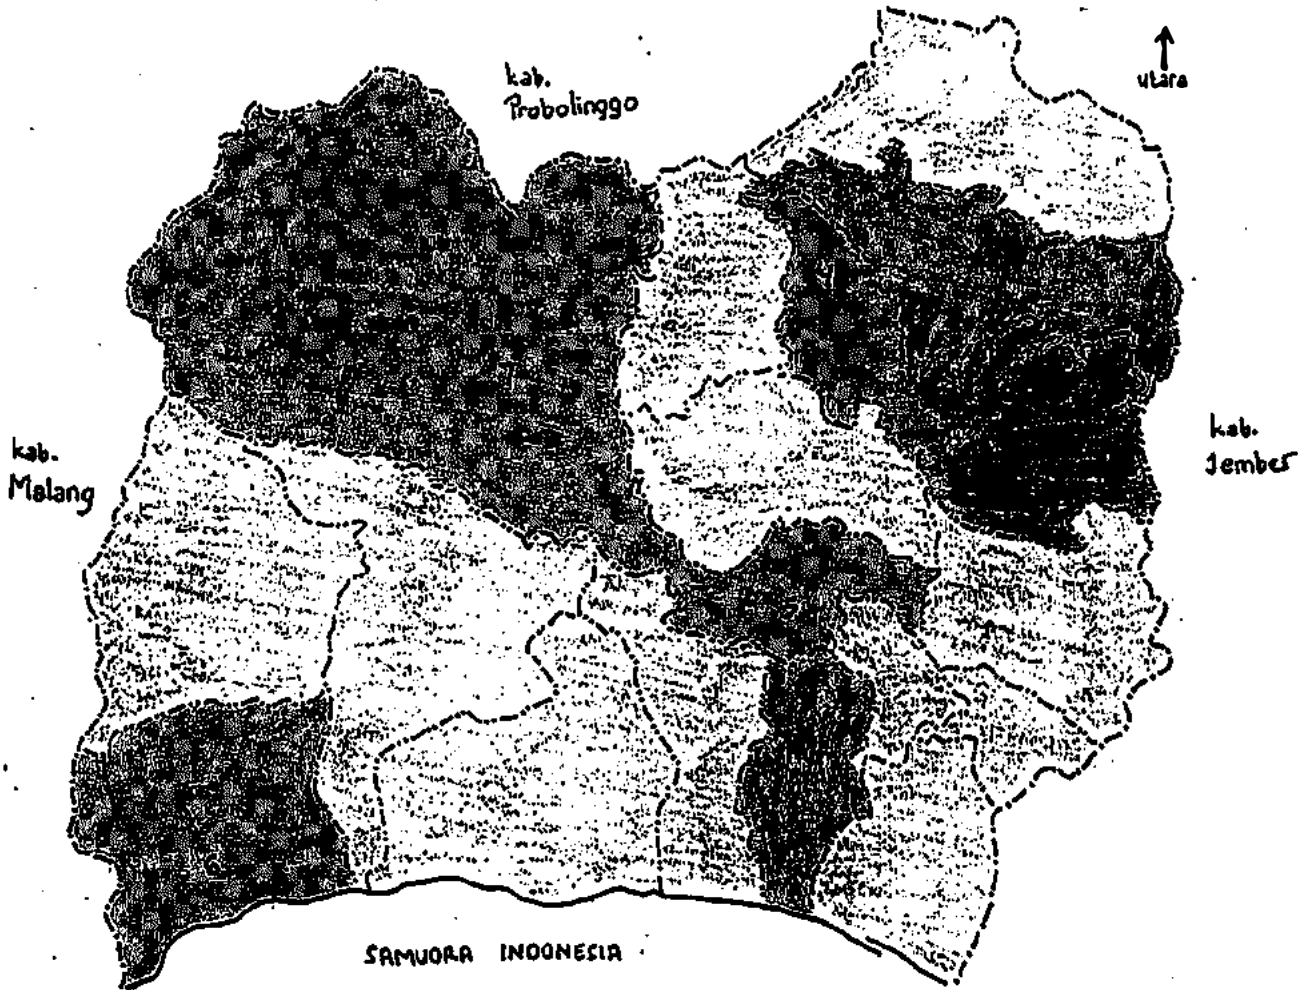 utara
kab.
Probolinggo
kab.
Malang
kab.
Jember
SAMUDRA INDONESIA